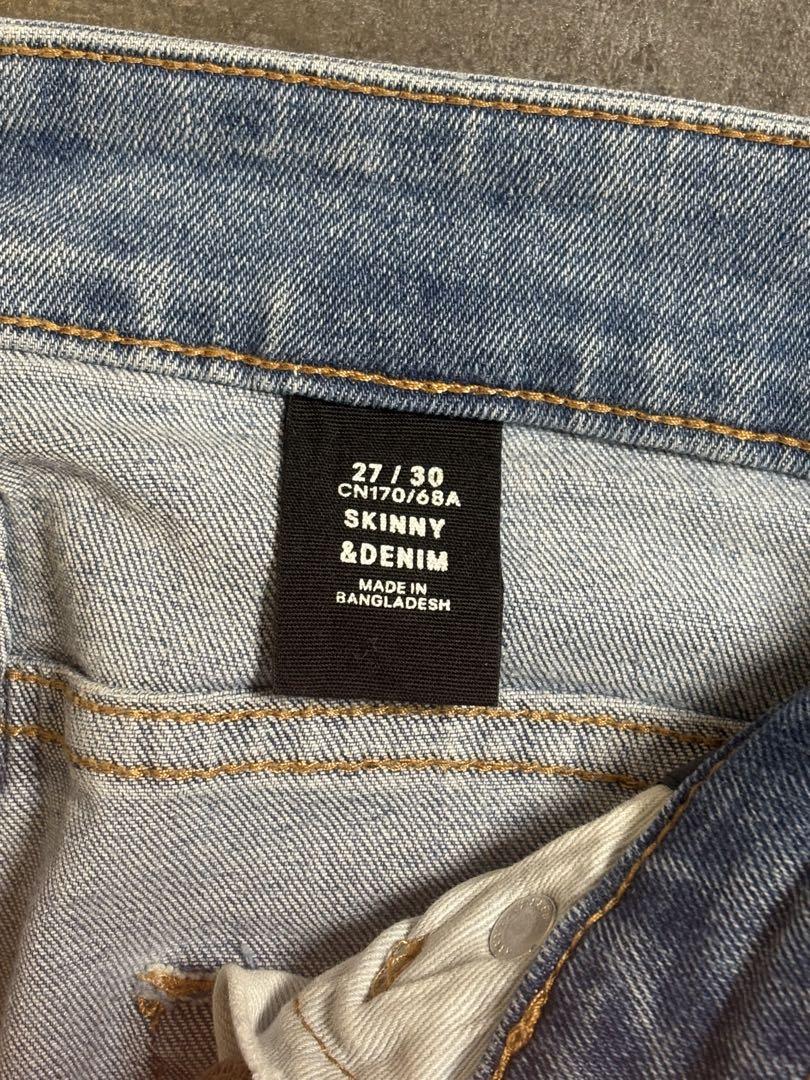 27 / 30
CN170/68A
SKINNY
&DENIM
MADE IN
BANGLADESH